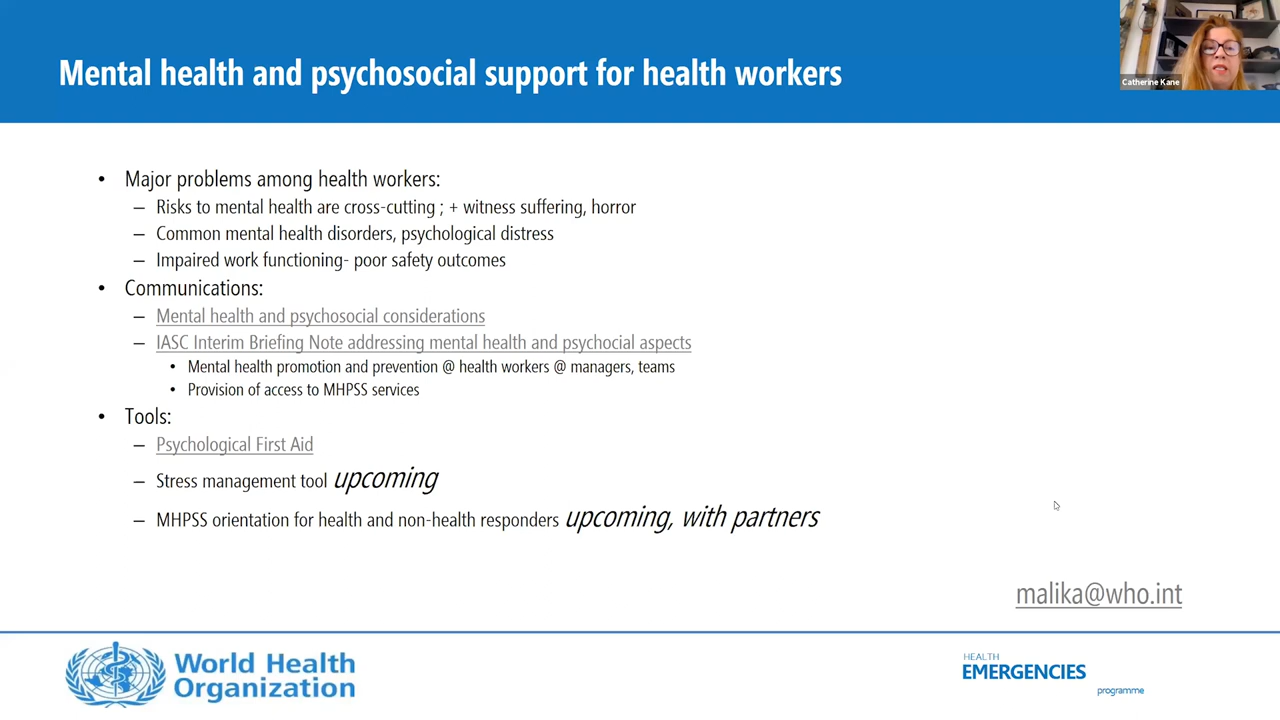 Mental health and psychosocial support for health workers
Catherine Kane
• Major problems among health workers:
– Risks to mental health are cross-cutting ; + witness suffering, horror
– Common mental health disorders, psychological distress
– Impaired work functioning- poor safety outcomes
• Communications:
– Mental health and psychosocial considerations
– IASC Interim Briefing Note addressing mental health and psychocial aspects
• Mental health promotion and prevention @ health workers @ managers, teams
• Provision of access to MHPSS services
• Tools:
– Psychological First Aid
– Stress management tool upcoming
– MHPSS orientation for health and non-health responders upcoming, with partners
malika@who.int
World Health
Organization
HEALTH
EMERGENCIES
programme